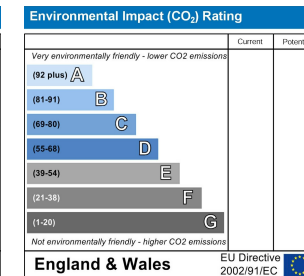 Environmental Impact (CO₂) Rating
Current Potent
Very environmentally friendly - lower CO2 emissions
(92 plus) A
(81-91) B
(69-80) C
(55-68) D
(39-54) E
(21-38) F
(1-20) G
Not environmentally friendly - higher CO2 emissions
England & Wales
EU Directive
2002/91/EC